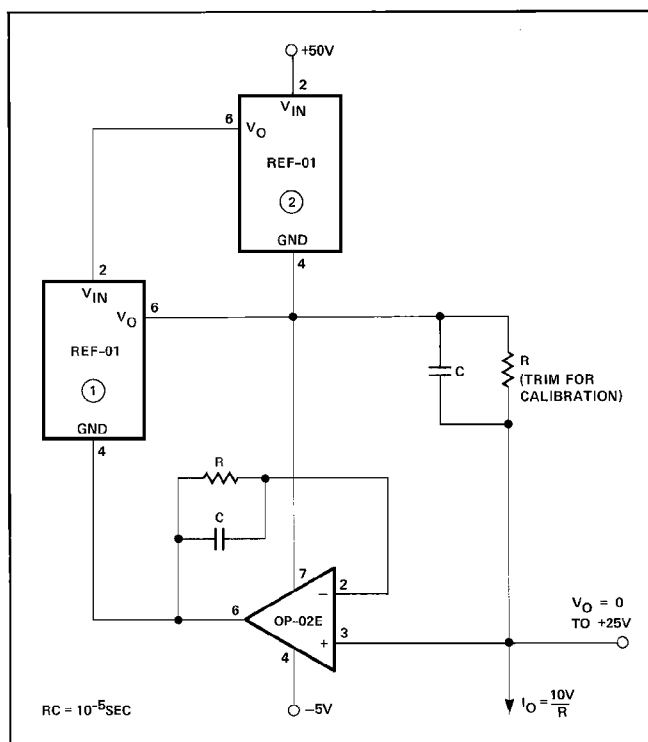 +50V
2
VIN
6
VO
REF-01
2
GND
4
2
VIN
6
VO
REF-01
1
GND
4
C
R
(TRIM FOR
CALIBRATION)
R
C
7
2
−
6
OP-02E
+
3
4
−5V
VO = 0
TO +25V
IO = 10V/R
RC = 10⁻⁵SEC